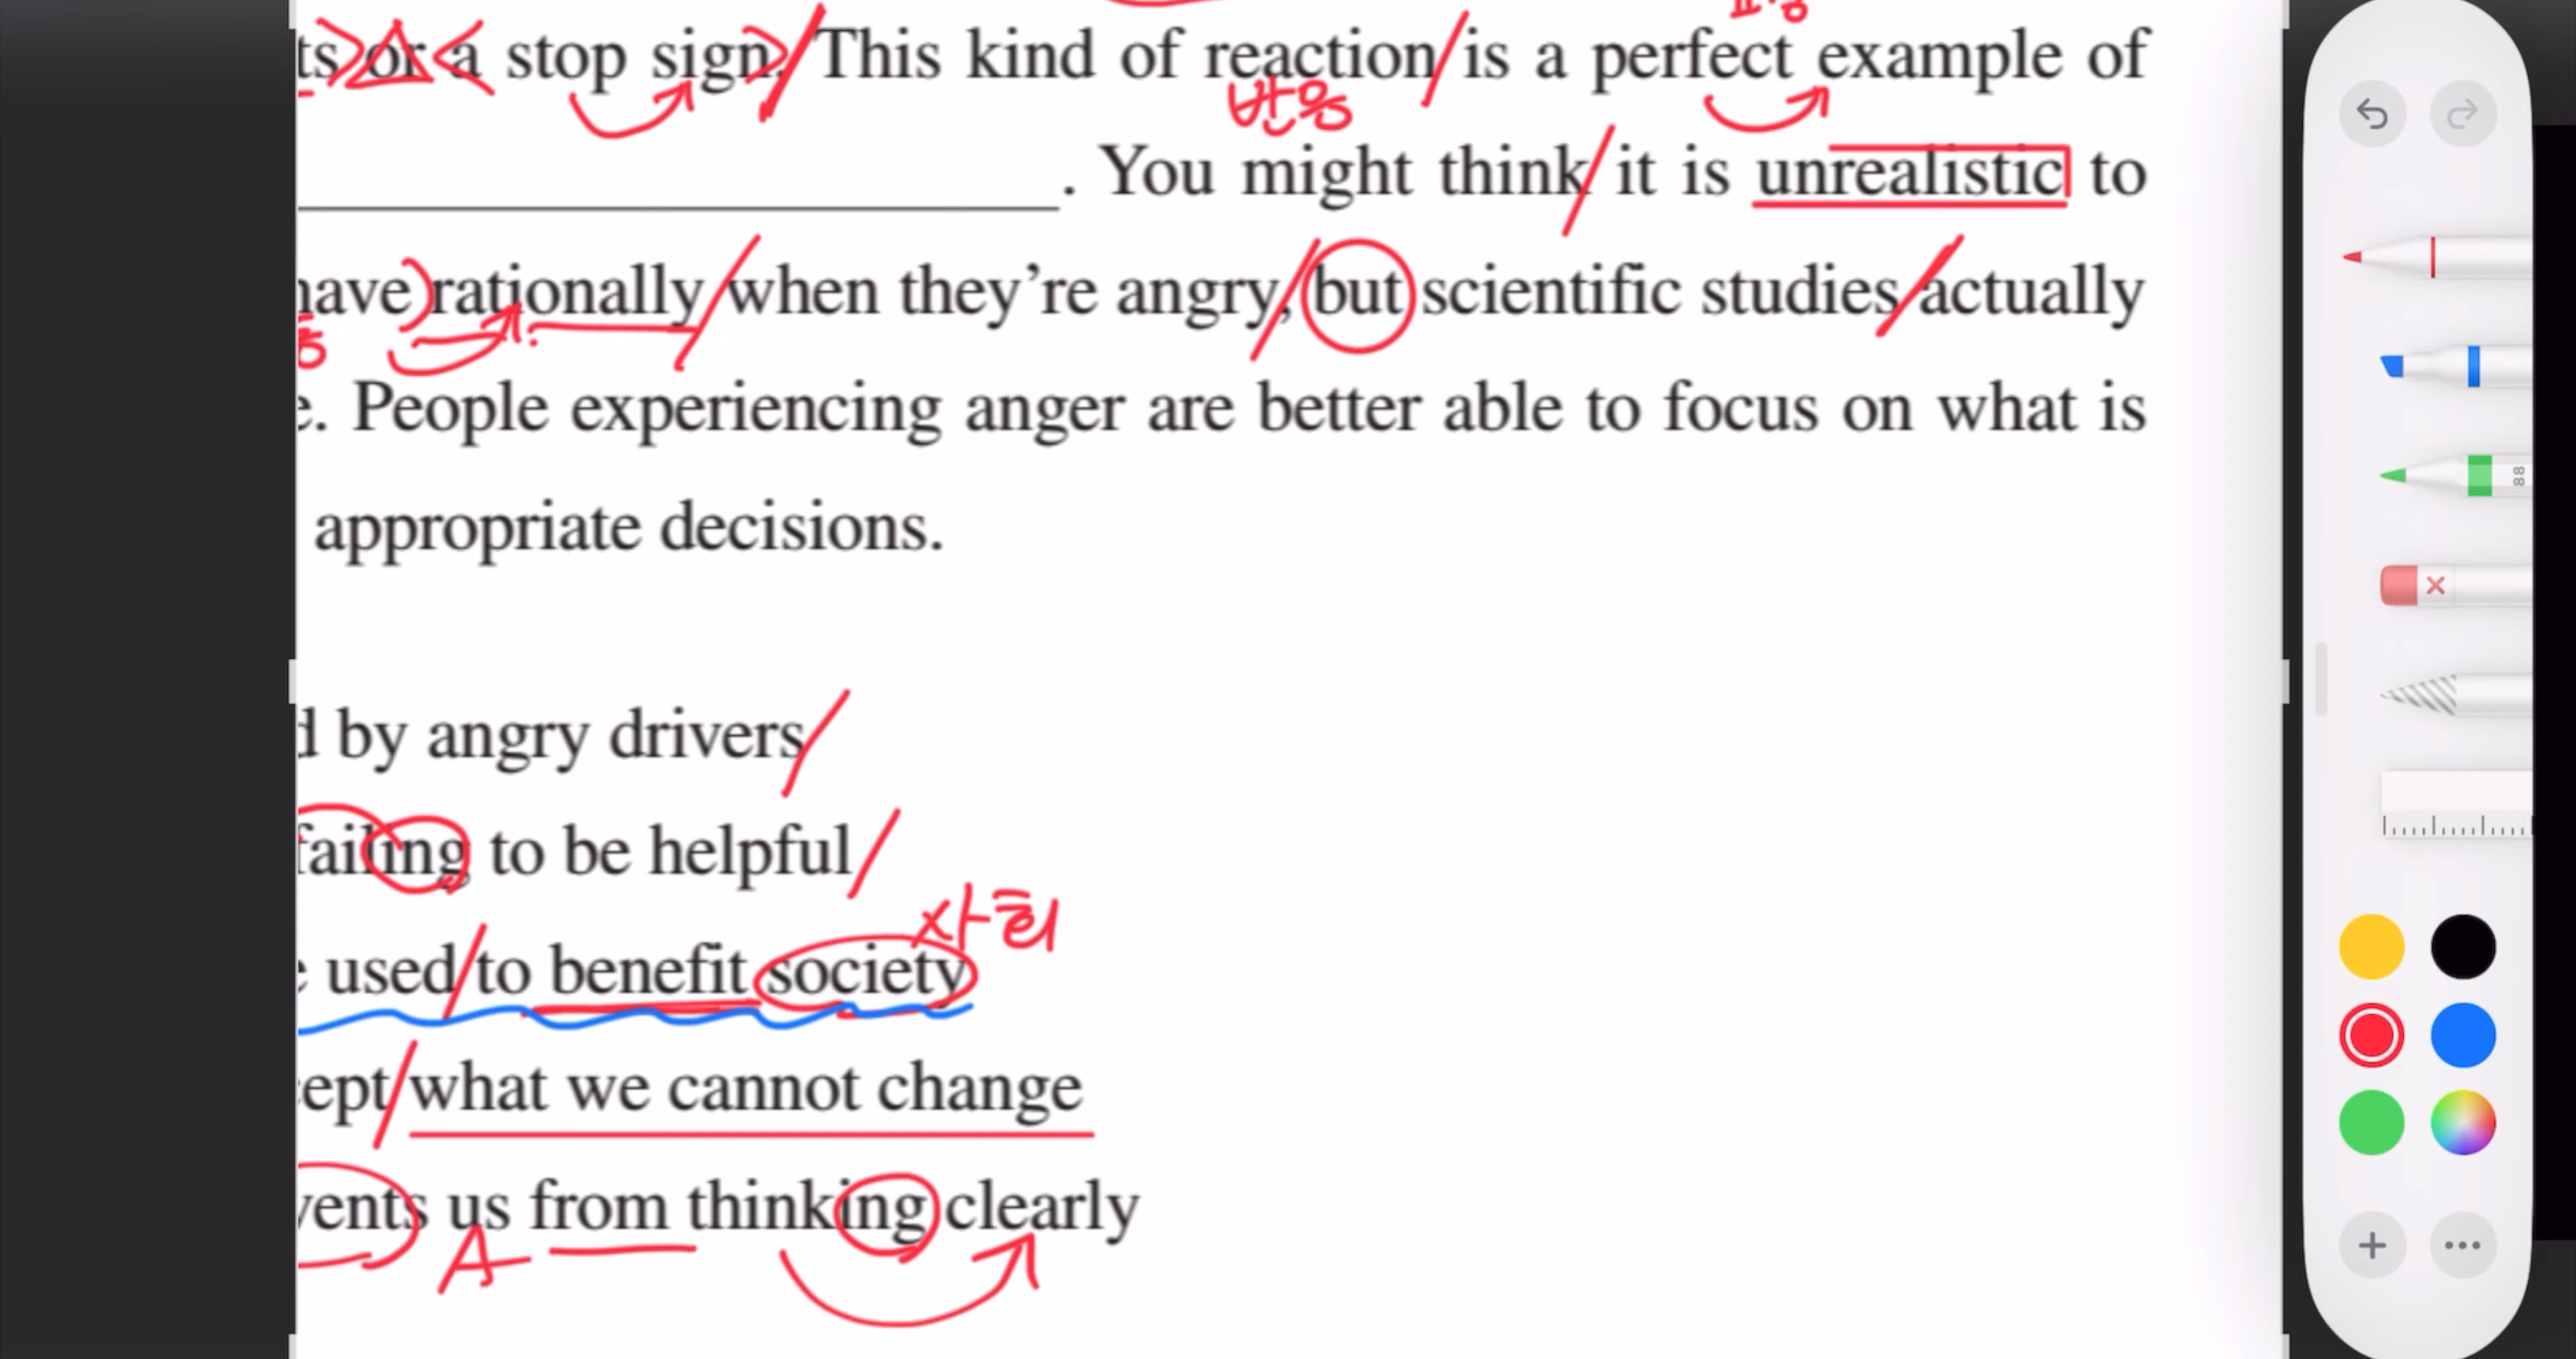 ts or a stop sign. This kind of reaction is a perfect example of
반응
. You might think it is unrealistic to
have rationally when they're angry, but scientific studies actually
e. People experiencing anger are better able to focus on what is
appropriate decisions.
d by angry drivers
failing to be helpful
사회
e used to benefit society
cept what we cannot change
vents us from thinking clearly
A
88